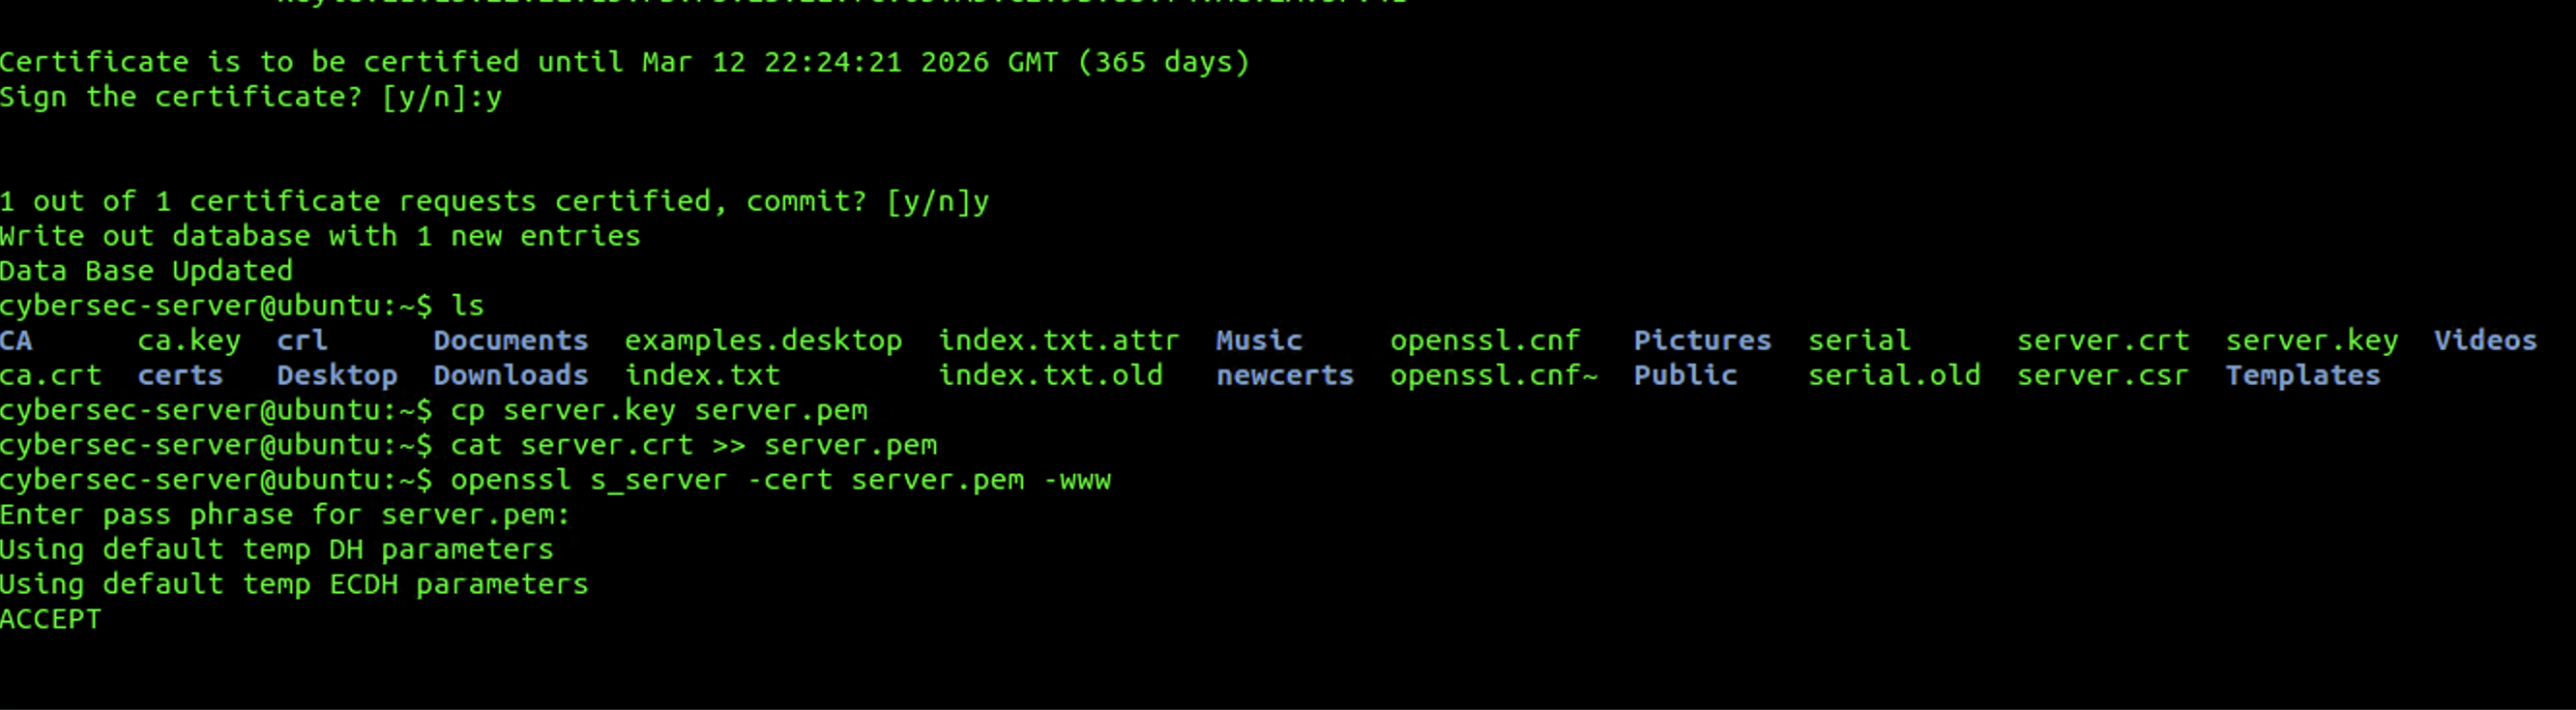 Certificate is to be certified until Mar 12 22:24:21 2026 GMT (365 days)
Sign the certificate? [y/n]:y
1 out of 1 certificate requests certified, commit? [y/n]y
Write out database with 1 new entries
Data Base Updated
cybersec-server@ubuntu:~$ ls
CA ca.key crl Documents examples.desktop index.txt.attr Music openssl.cnf Pictures serial server.crt server.key Videos
ca.crt certs Desktop Downloads index.txt index.txt.old newcerts openssl.cnf~ Public serial.old server.csr Templates
cybersec-server@ubuntu:~$ cp server.key server.pem
cybersec-server@ubuntu:~$ cat server.crt >> server.pem
cybersec-server@ubuntu:~$ openssl s_server -cert server.pem -www
Enter pass phrase for server.pem:
Using default temp DH parameters
Using default temp ECDH parameters
ACCEPT